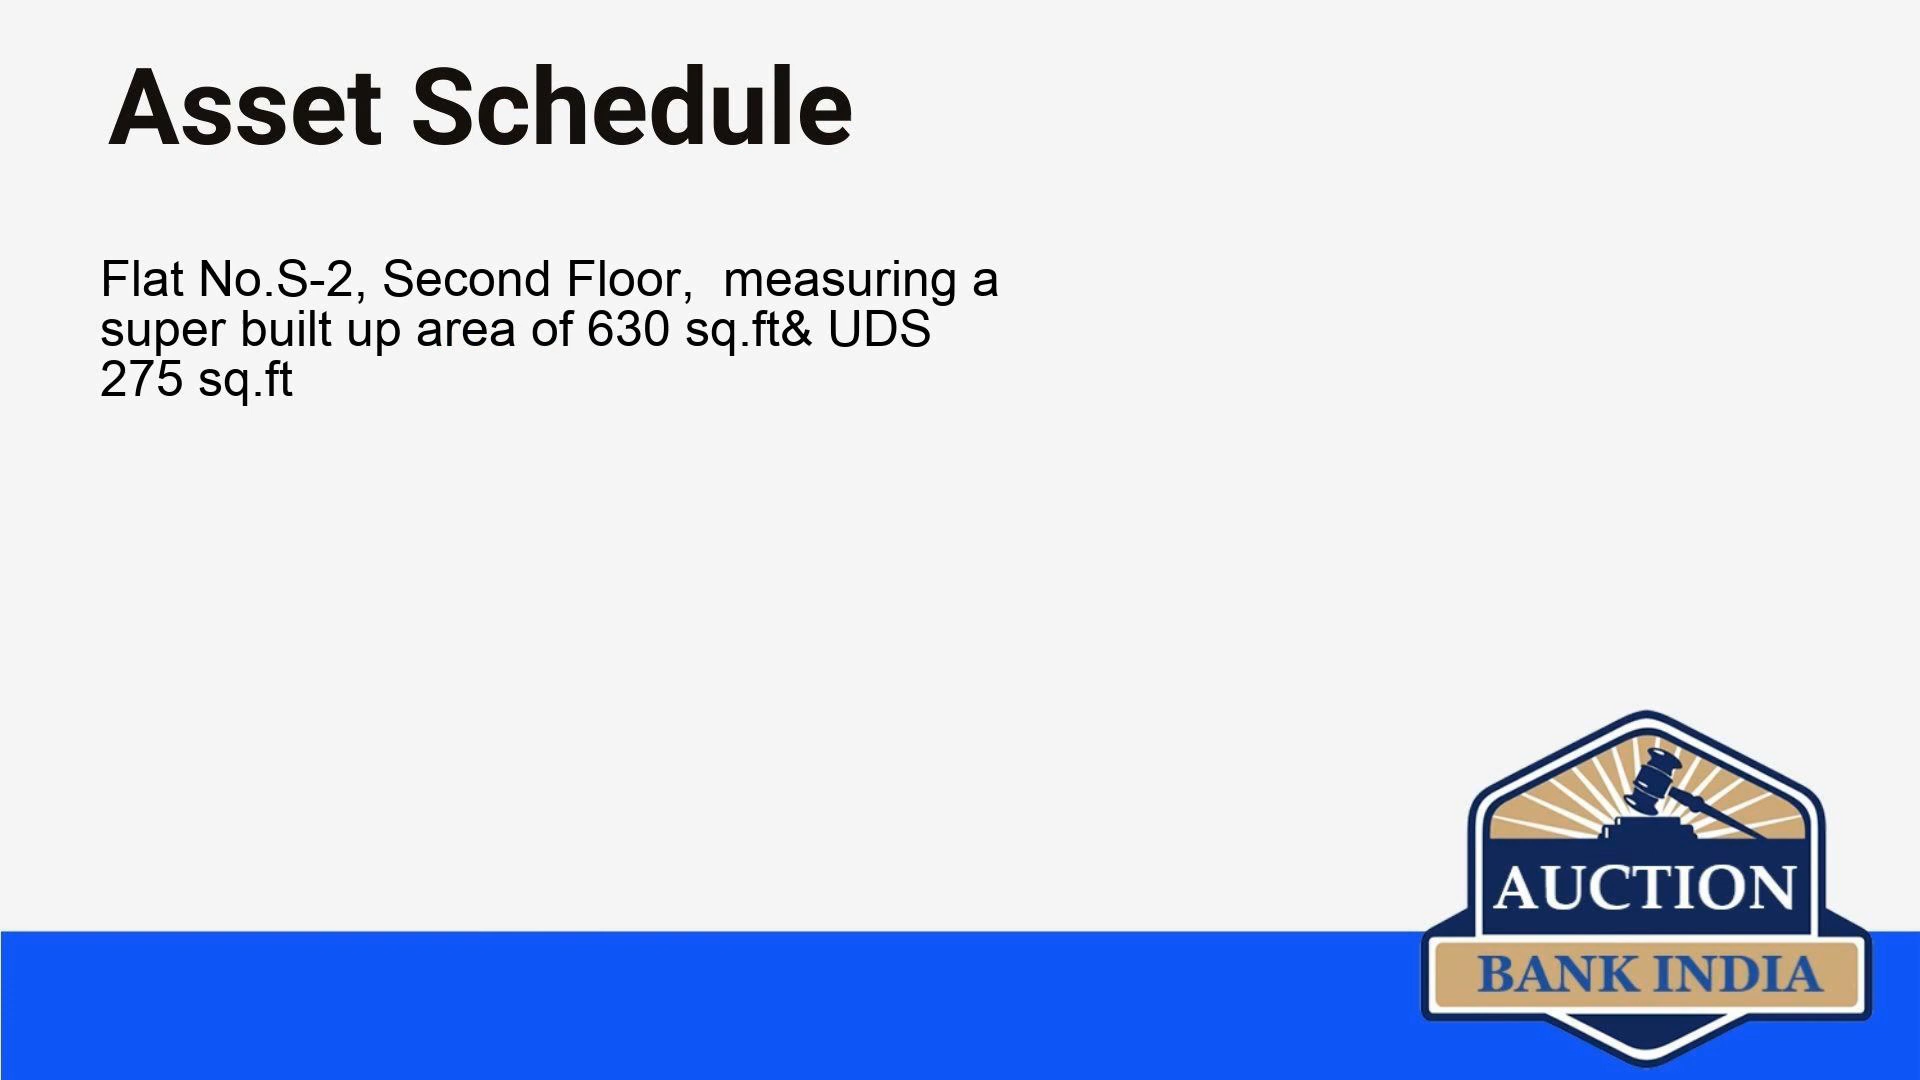 Asset Schedule
Flat No.S-2, Second Floor,  measuring a
super built up area of 630 sq.ft& UDS
275 sq.ft
AUCTION
BANK INDIA